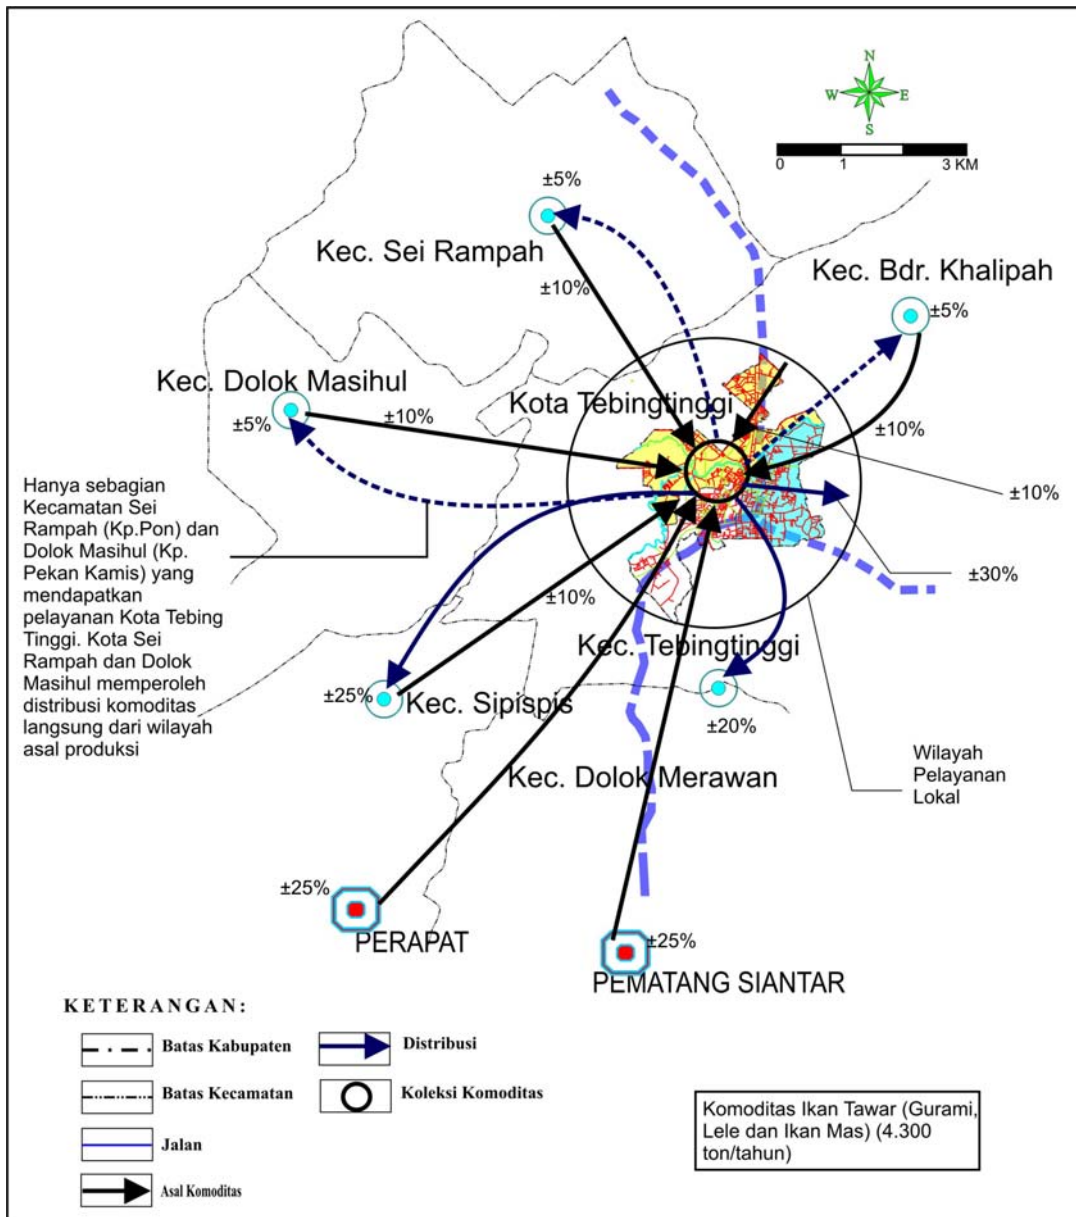 N
W
E
S
0
1
3 KM
±5%
Kec. Sei Rampah
±10%
Kec. Bdr. Khalipah
±5%
Kec. Dolok Masihul
±5%
±10%
Kota Tebingtinggi
±10%
±10%
±30%
Hanya sebagian
Kecamatan Sei
Rampah (Kp.Pon) dan
Dolok Masihul (Kp.
Pekan Kamis) yang
mendapatkan
pelayanan Kota Tebing
Tinggi. Kota Sei
Rampah dan Dolok
Masihul memperoleh
distribusi komoditas
langsung dari wilayah
asal produksi
±10%
Kec. Tebingtinggi
±25%
Kec. Sipispis
±20%
Kec. Dolok Merawan
Wilayah
Pelayanan
Lokal
±25%
PERAPAT
±25%
PEMATANG SIANTAR
KETERANGAN:
Batas Kabupaten
Distribusi
Batas Kecamatan
Koleksi Komoditas
Jalan
Asal Komoditas
Komoditas Ikan Tawar (Gurami,
Lele dan Ikan Mas) (4.300
ton/tahun)